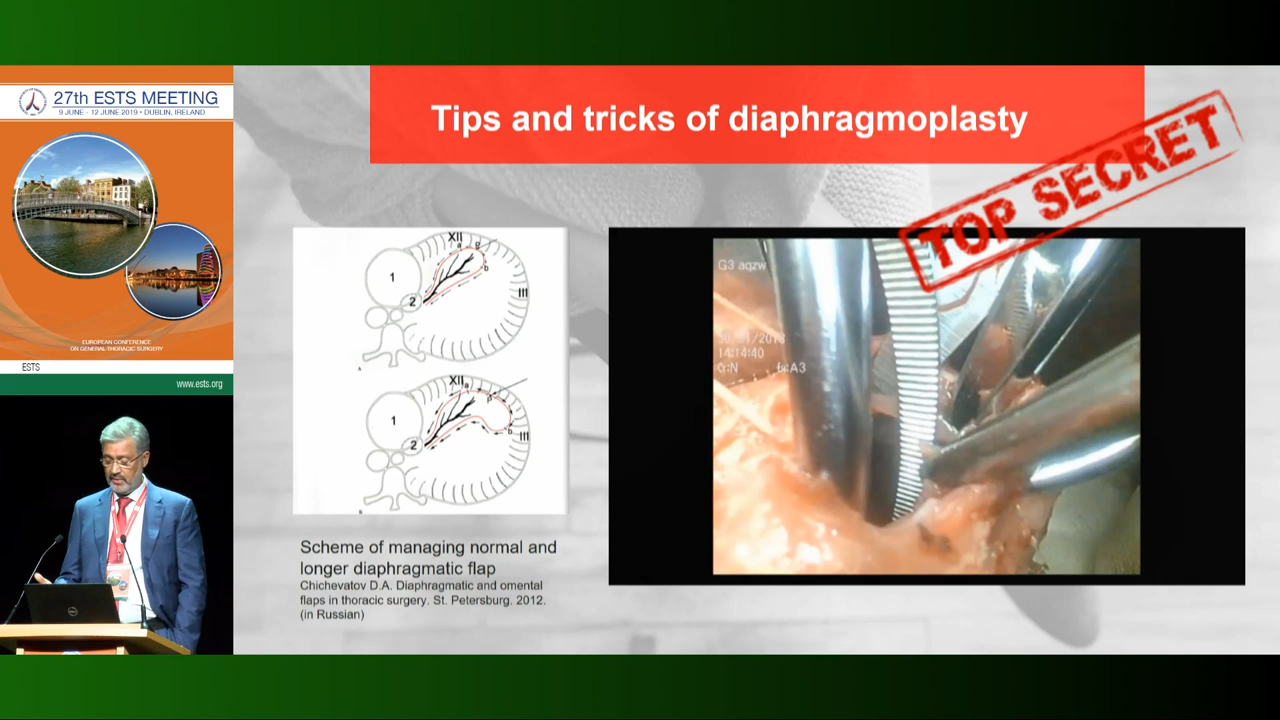 27th ESTS MEETING
9 JUNE - 12 JUNE 2019 • DUBLIN, IRELAND
EUROPEAN CONFERENCE
ON GENERAL THORACIC SURGERY
ESTS
www.ests.org
Tips and tricks of diaphragmoplasty
TOP SECRET
XII
a
g
b
1
2
III
A
XII
a
p
b
1
2
III
B
G3 aqzw
14:14:40
Scheme of managing normal and
longer diaphragmatic flap
Chichevatov D.A. Diaphragmatic and omental
flaps in thoracic surgery. St. Petersburg. 2012.
(in Russian)